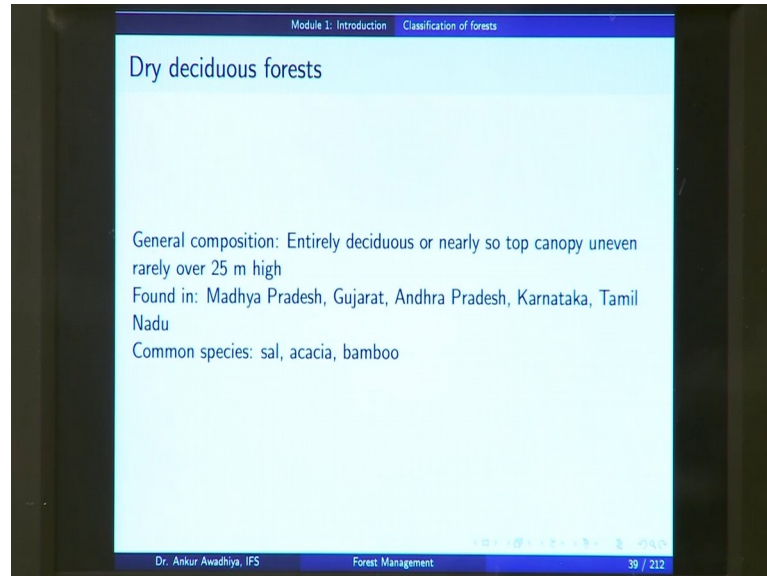 Module 1: Introduction Classification of forests
Dry deciduous forests
General composition: Entirely deciduous or nearly so top canopy uneven
rarely over 25 m high
Found in: Madhya Pradesh, Gujarat, Andhra Pradesh, Karnataka, Tamil
Nadu
Common species: sal, acacia, bamboo
Dr. Ankur Awadhiya, IFS Forest Management 39 / 212